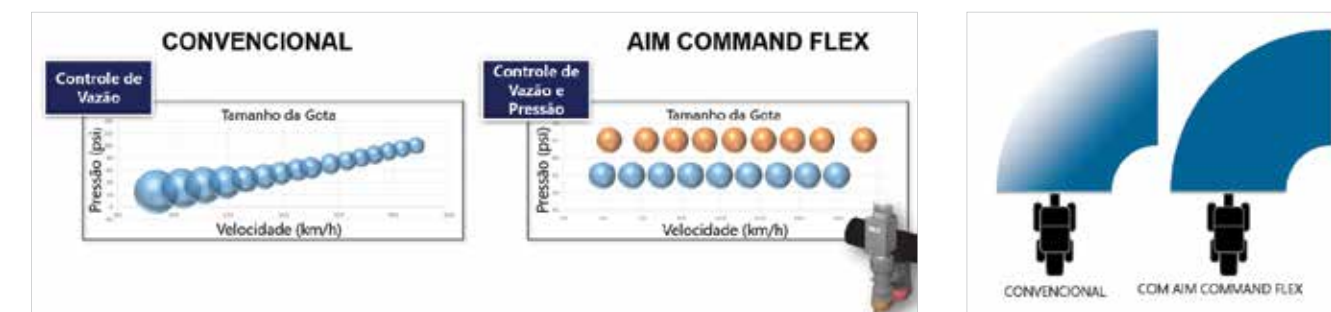 CONVENCIONAL
Controle de
Vazão
Tamanho da Gota
Pressão (psi)
Velocidade (km/h)
AIM COMMAND FLEX
Controle de
Vazão e
Pressão
Tamanho da Gota
Pressão (psi)
Velocidade (km/h)
CONVENCIONAL
COM AIM COMMAND FLEX